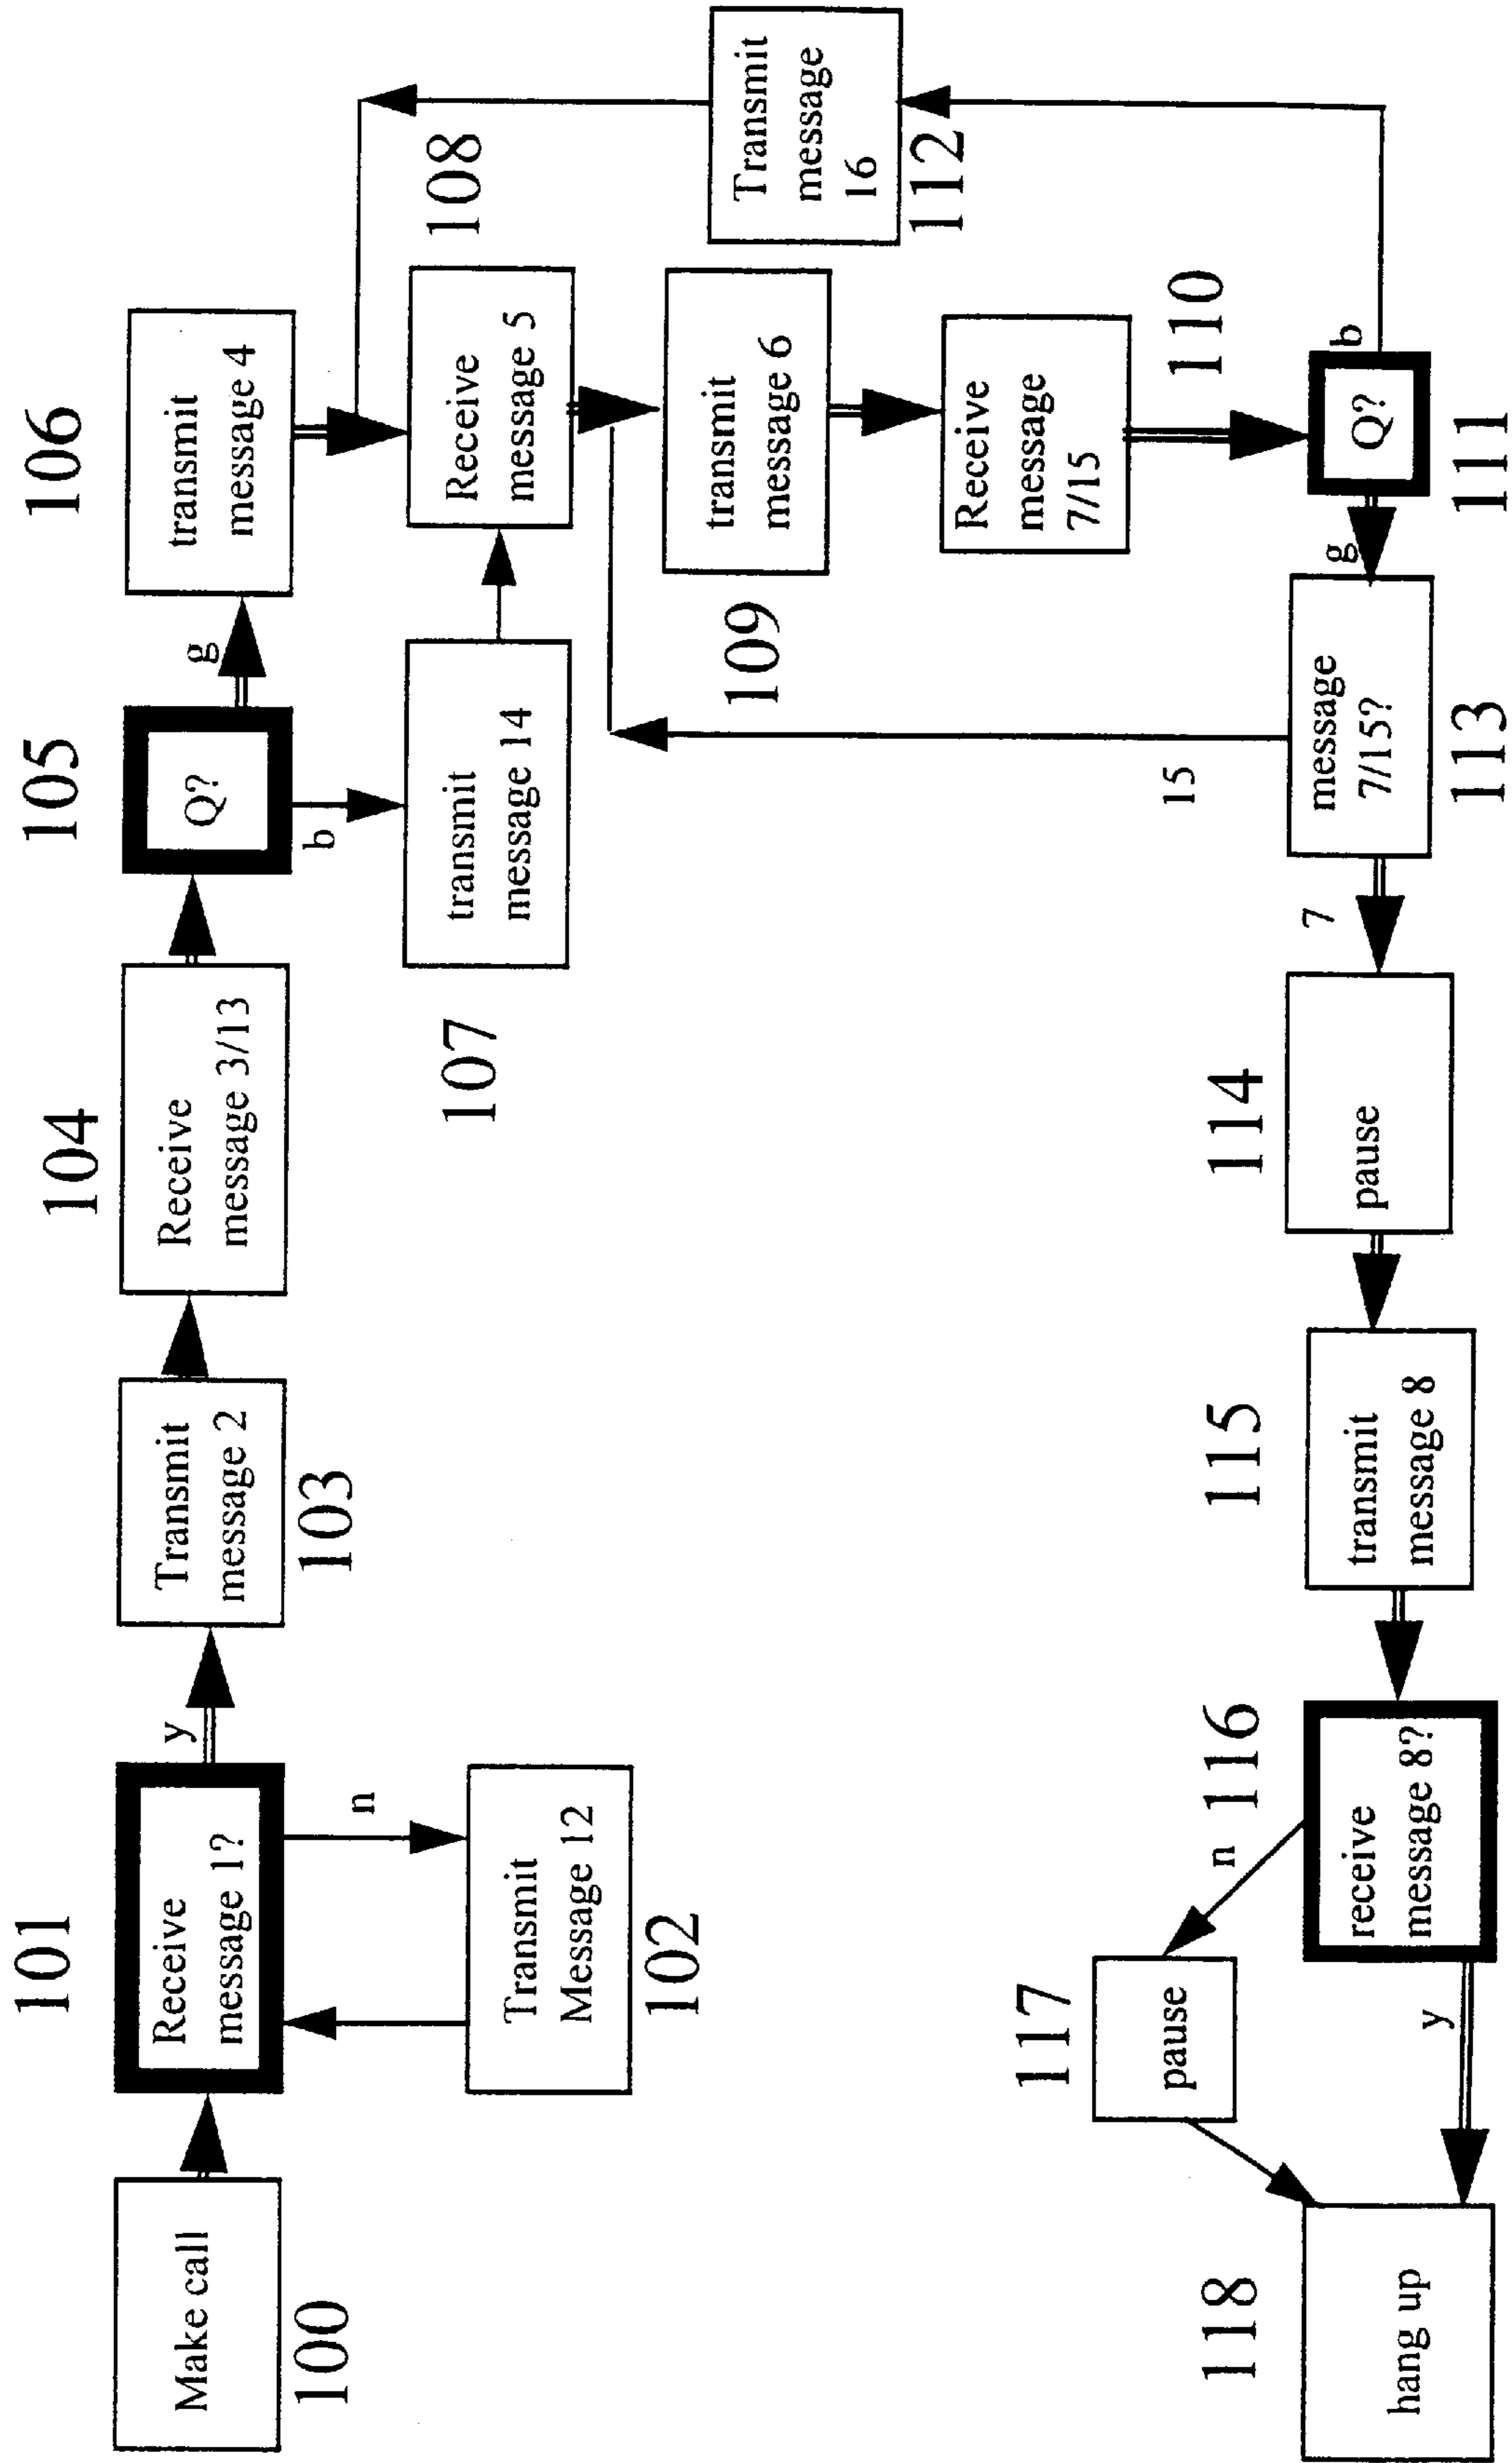 100
Make call
101
Receive
message 1?
y
n
Transmit
Message 12
102
Transmit
message 2
103
104
Receive
message 3/13
105
Q?
g
b
106
transmit
message 4
107
transmit
message 14
108
Receive
message 5
109
transmit
message 6
110
Receive
message
7/15
111
Q?
b
g
Transmit
message
16
112
113
message
7/15?
15
7
114
pause
115
transmit
message 8
116
receive
message 8?
n
y
117
pause
118
hang up